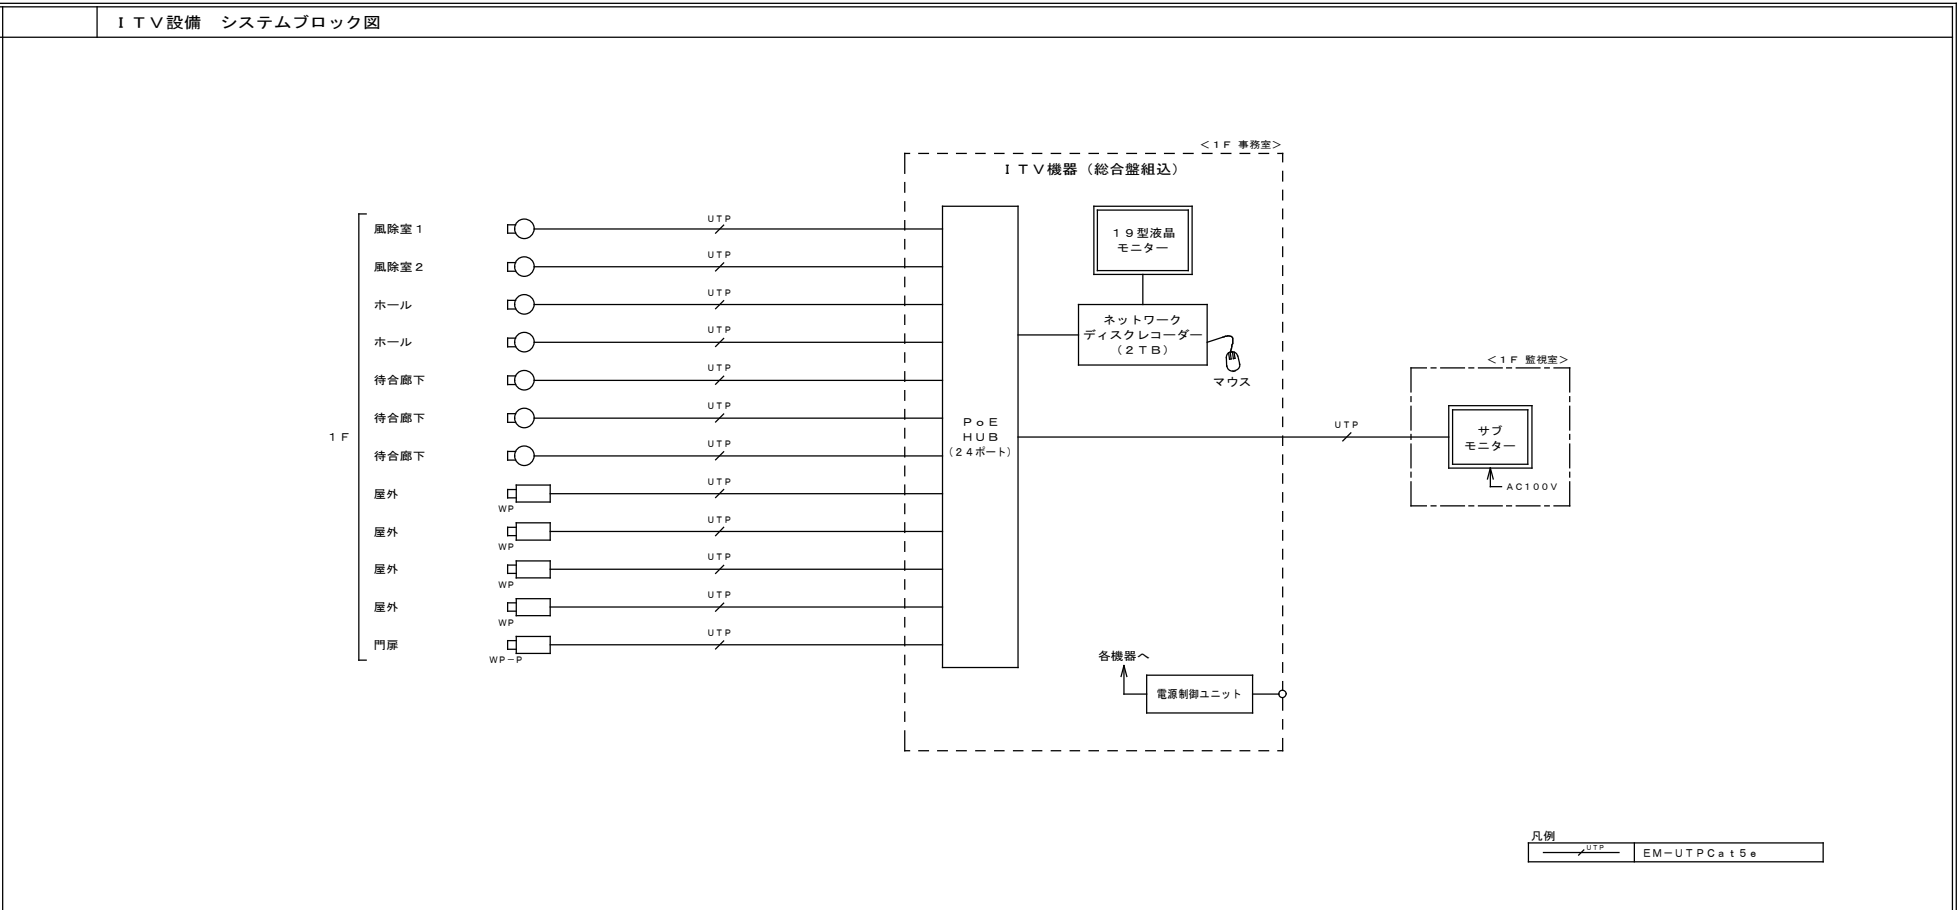 ＩＴＶ設備　システムブロック図
＜１Ｆ 事務室＞
ＩＴＶ機器（総合盤組込）
１Ｆ
風除室１
ＵＴＰ
風除室２
ＵＴＰ
ホール
ＵＴＰ
ホール
ＵＴＰ
待合廊下
ＵＴＰ
待合廊下
ＵＴＰ
待合廊下
ＵＴＰ
屋外
ＷＰ
ＵＴＰ
屋外
ＷＰ
ＵＴＰ
屋外
ＷＰ
ＵＴＰ
屋外
ＷＰ
ＵＴＰ
門扉
ＷＰ－Ｐ
ＵＴＰ
ＰｏＥ
ＨＵＢ
（２４ポート）
１９型液晶
モニター
ネットワーク
ディスクレコーダー
（２ＴＢ）
マウス
各機器へ
電源制御ユニット
ＵＴＰ
＜１Ｆ 監視室＞
サブ
モニター
ＡＣ１００Ｖ
凡例
ＵＴＰ
ＥＭ－ＵＴＰＣａｔ５ｅ